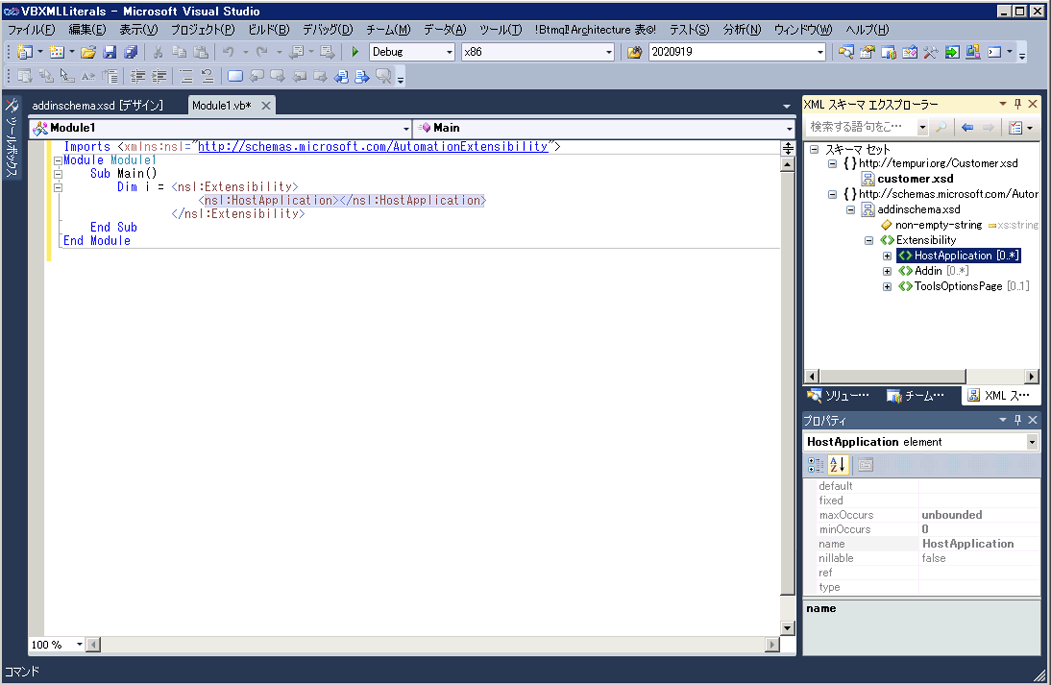 VBXMLLiterals - Microsoft Visual Studio
ファイル(F) 編集(E) 表示(V) プロジェクト(P) ビルド(B) デバッグ(D) チーム(M) データ(A) ツール(T) !Btmq!Architecture 表@! テスト(S) 分析(N) ウィンドウ(W) ヘルプ(H)
Debug x86 2020919
ツールボックス
addinschema.xsd [デザイン] Module1.vb*
Module1 Main
Imports <xmlns:ns1="http://schemas.microsoft.com/AutomationExtensibility">
Module Module1
Sub Main()
Dim i = <ns1:Extensibility>
<ns1:HostApplication></ns1:HostApplication>
</ns1:Extensibility>
End Sub
End Module
100 %
XML スキーマ エクスプローラー
検索する語句をこ…
スキーマ セット
{} http://tempuri.org/Customer.xsd
customer.xsd
{} http://schemas.microsoft.com/Autor
addinschema.xsd
non-empty-string xs:string
Extensibility
HostApplication [0..*]
Addin [0..*]
ToolsOptionsPage [0..1]
ソリュー… チーム… XML ス…
プロパティ
HostApplication element
default
fixed
maxOccurs unbounded
minOccurs 0
name HostApplication
nillable false
ref
type
name
コマンド